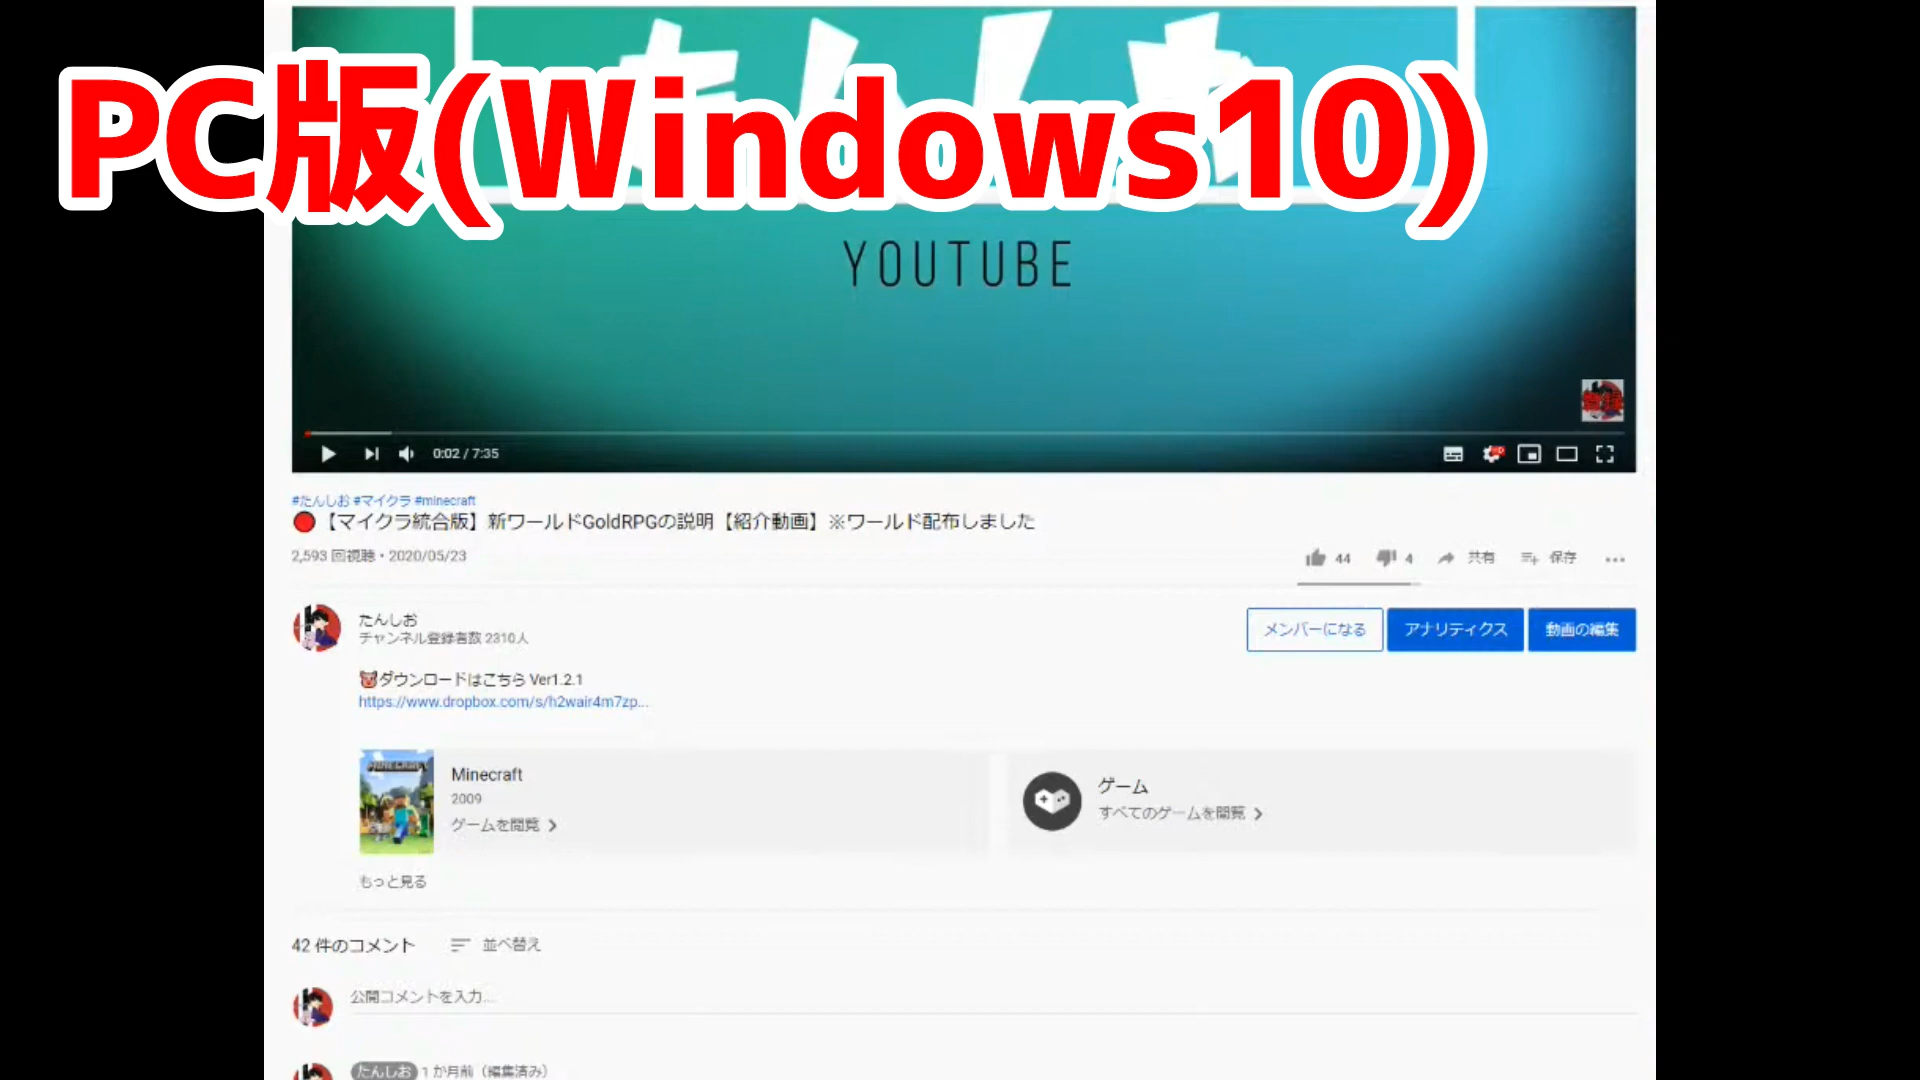 PC版(Windows10)
YOUTUBE
0:02 / 7:35
#たんしお #マイクラ #minecraft
【マイクラ統合版】新ワールドGoldRPGの説明【紹介動画】※ワールド配布しました
2,593 回視聴・2020/05/23
44
4
共有
保存
たんしお
チャンネル登録者数 2310人
メンバーになる
アナリティクス
動画の編集
ダウンロードはこちら Ver1.2.1
https://www.dropbox.com/s/h2wair4m7zp...
MINECRAFT
Minecraft
2009
ゲームを閲覧
ゲーム
すべてのゲームを閲覧
もっと見る
42 件のコメント
並べ替え
公開コメントを入力...
たんしお 1 か月前（編集済み）